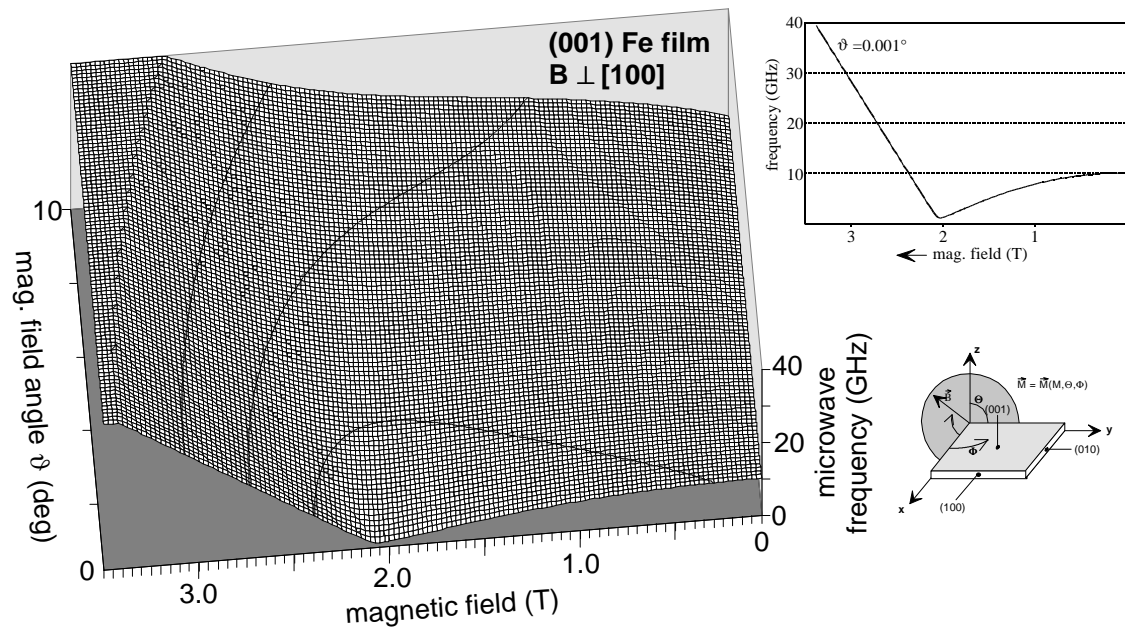 (001) Fe film
B ⊥ [100]
10
0
mag. field angle ϑ (deg)
3.0
2.0
1.0
0
magnetic field (T)
40
20
0
microwave
frequency (GHz)
40
30
20
10
frequency (GHz)
ϑ =0.001°
3
2
1
← mag. field (T)
z
M⃗ = M⃗(M,Θ,Φ)
B⃗
Θ
(001)
y
(010)
Φ
x
(100)